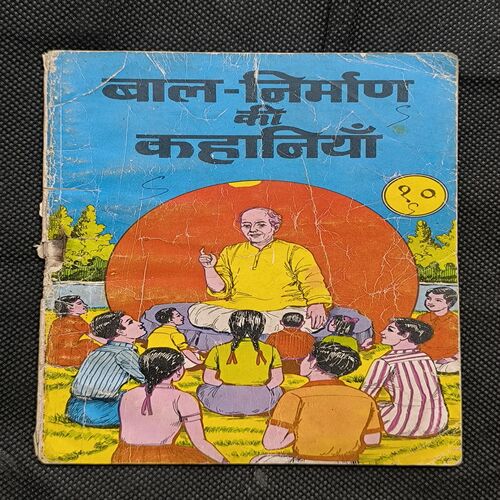 बाल-निर्माण
की
कहानियाँ
१०